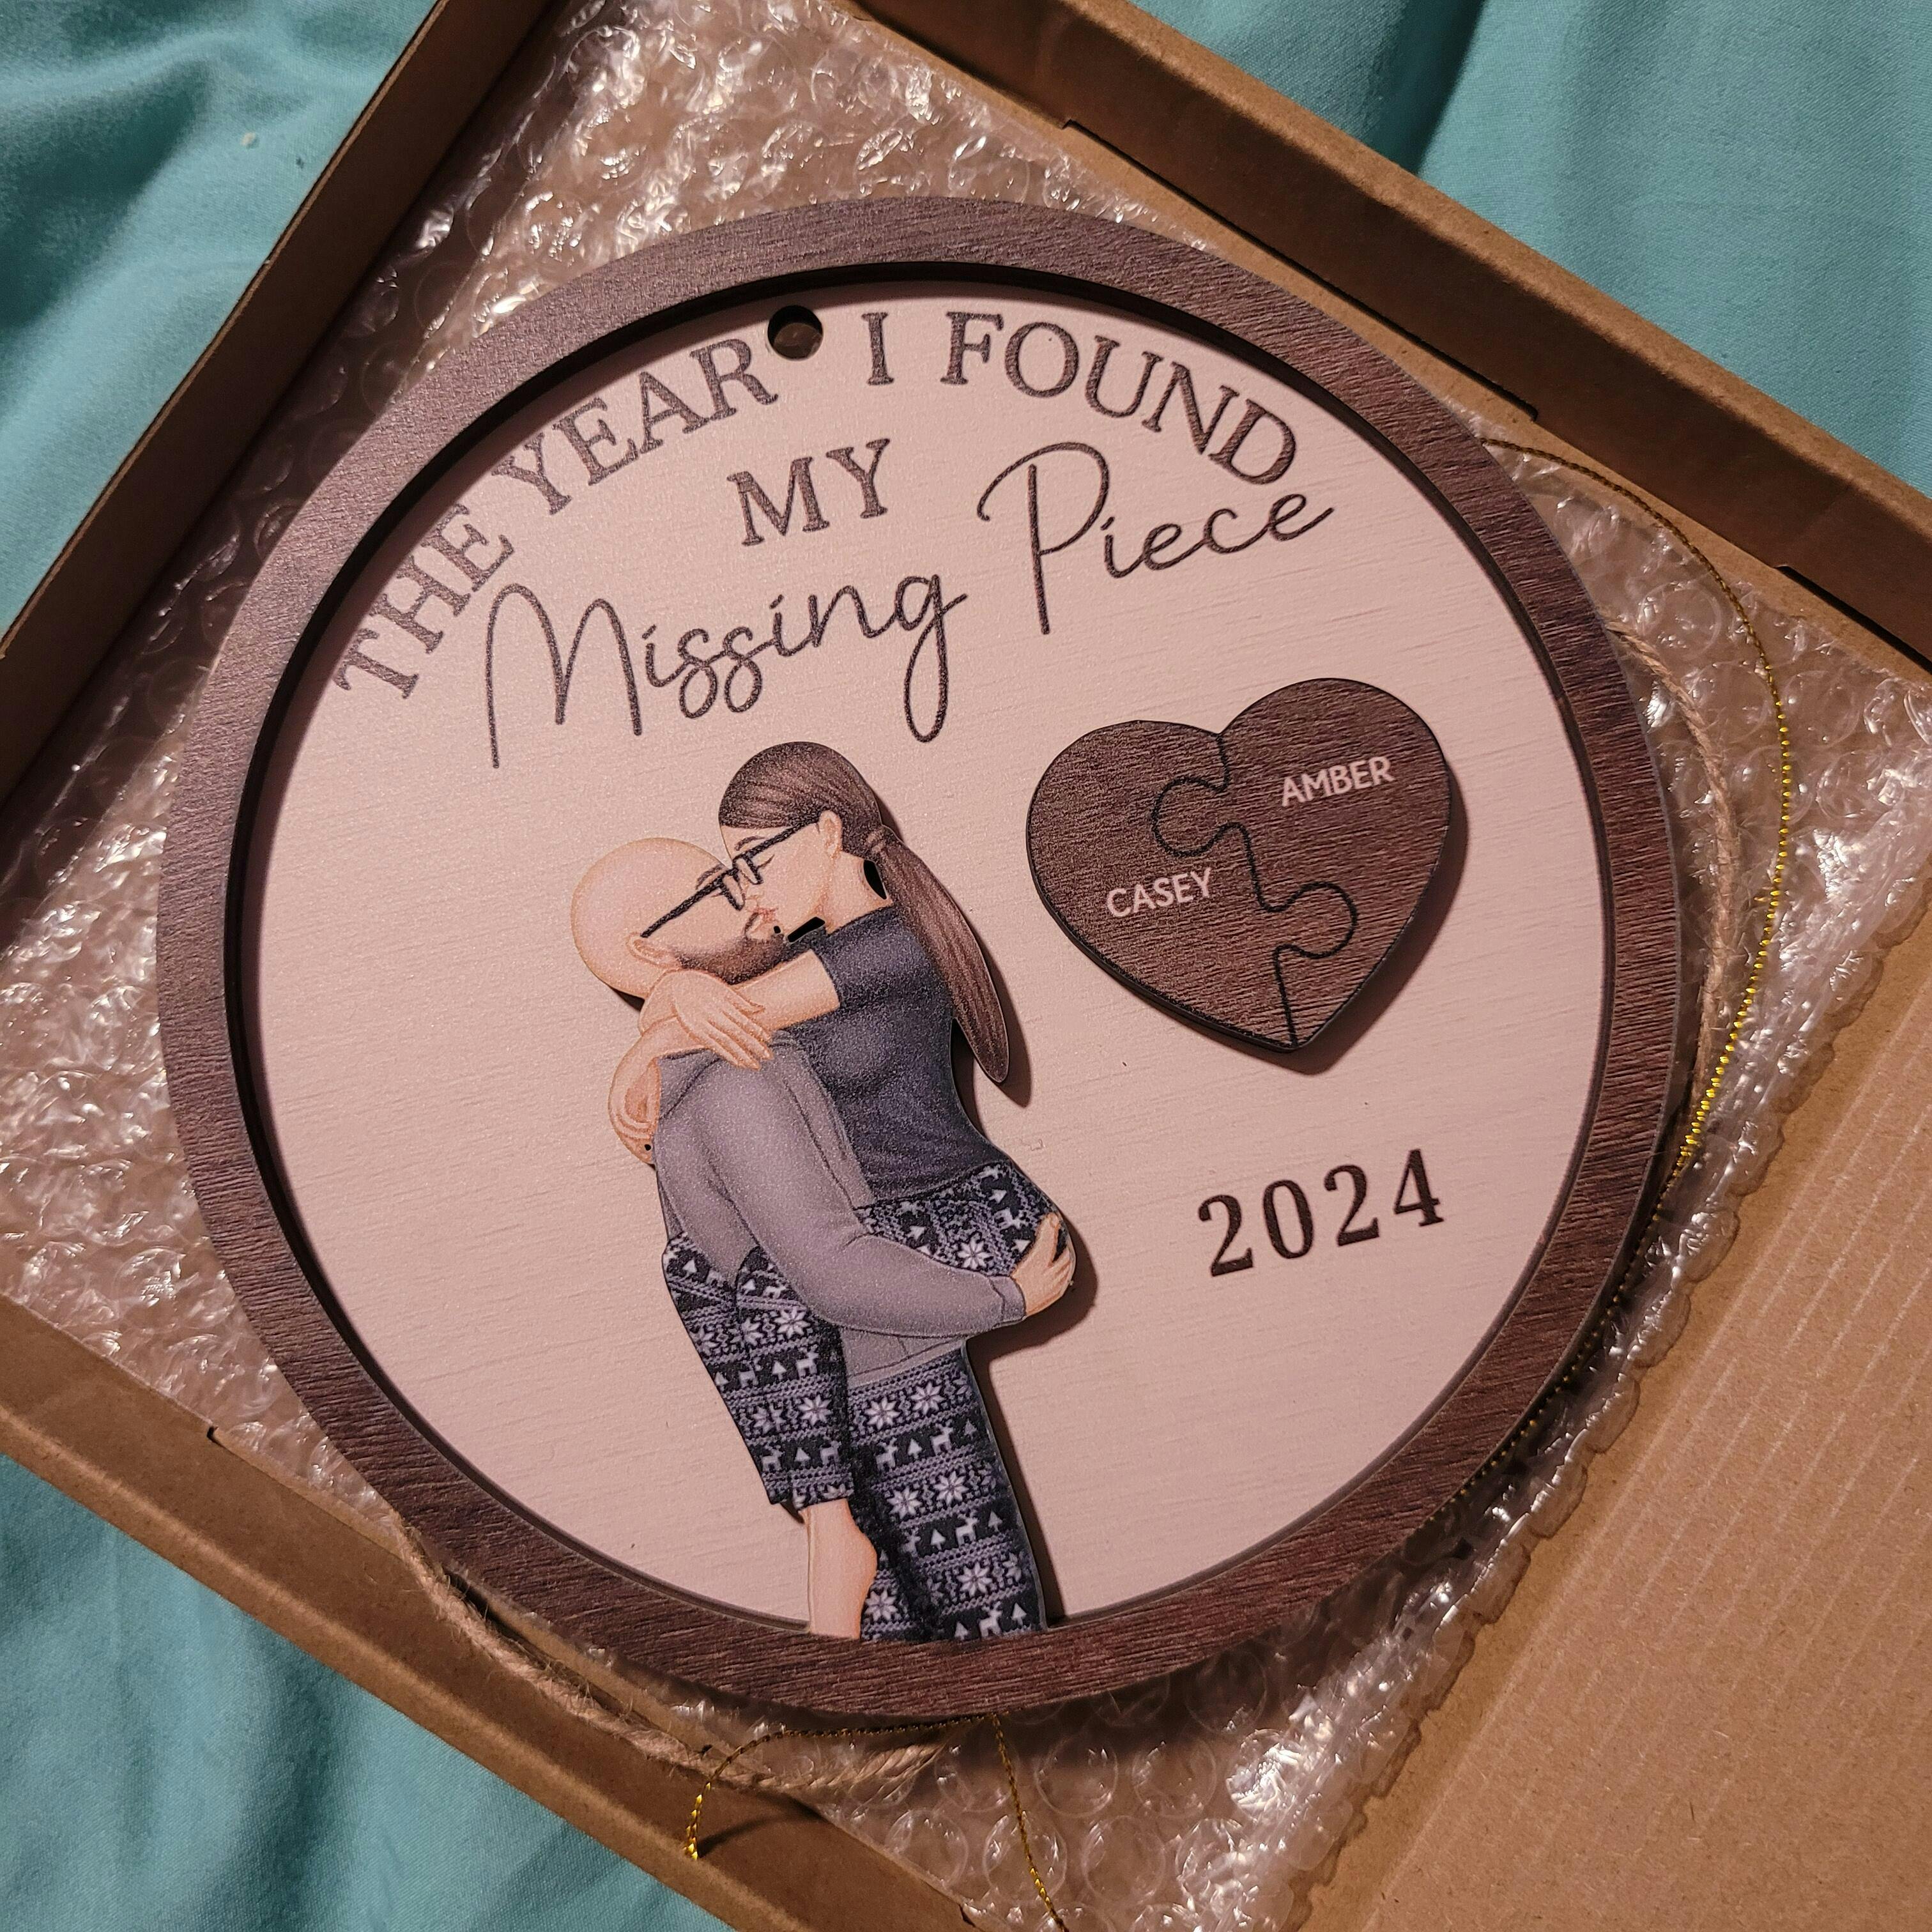 THE YEAR I FOUND
MY
Missing Piece
AMBER
CASEY
2024